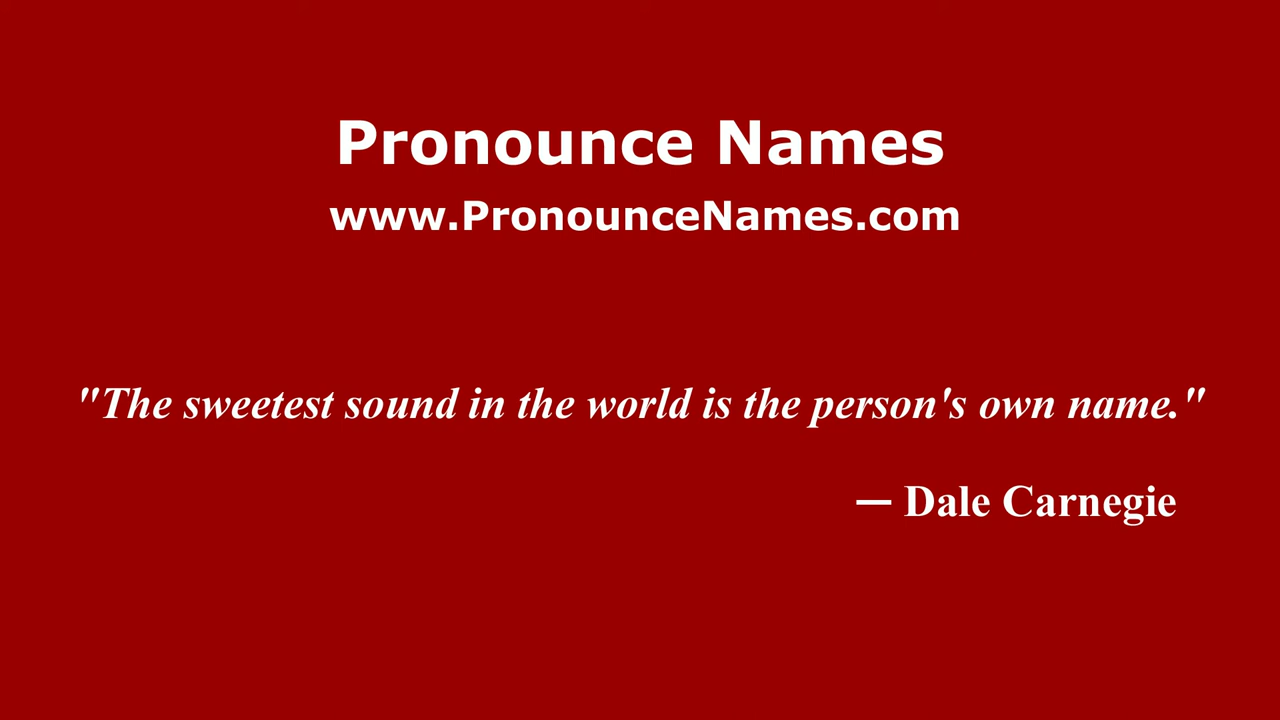 Pronounce Names
www.PronounceNames.com
"The sweetest sound in the world is the person's own name."
— Dale Carnegie